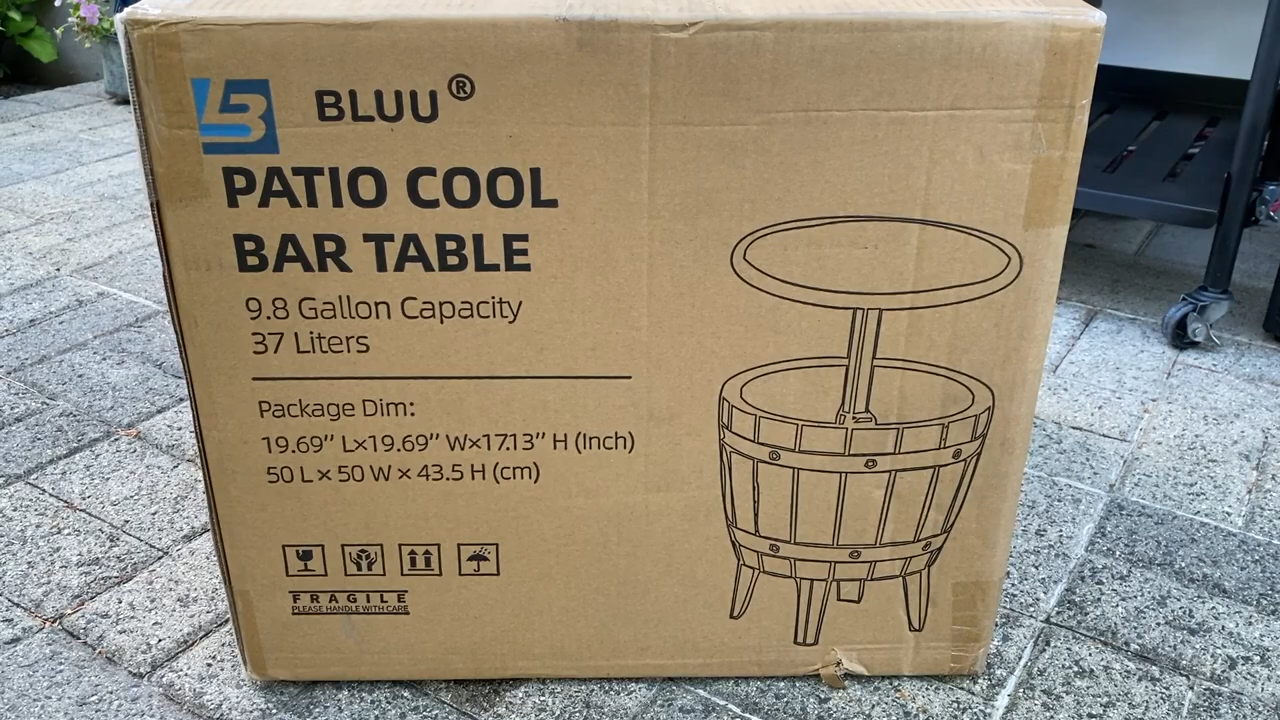 BLUU®
PATIO COOL
BAR TABLE
9.8 Gallon Capacity
37 Liters
Package Dim:
19.69” L×19.69” W×17.13” H (Inch)
50 L × 50 W × 43.5 H (cm)
FRAGILE
PLEASE HANDLE WITH CARE